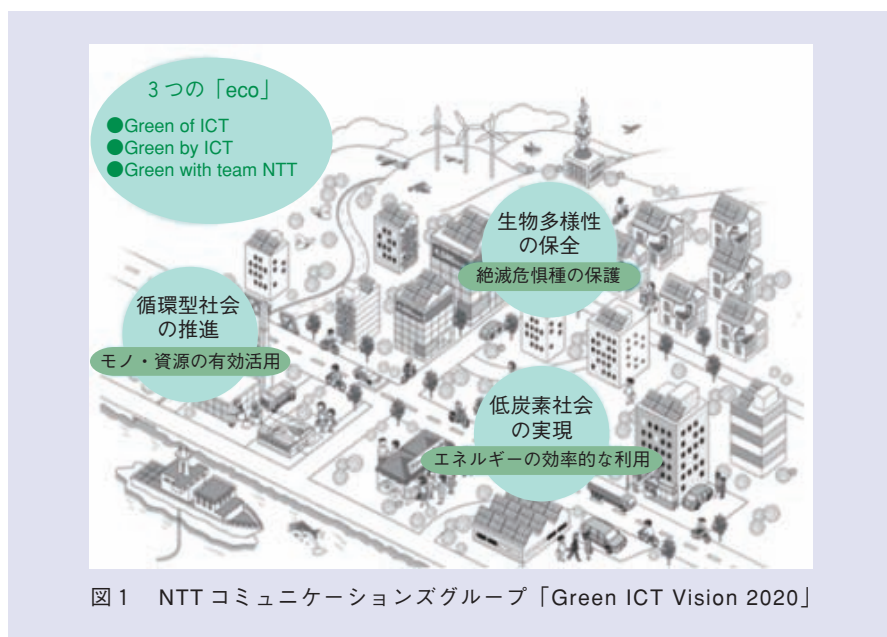 3つの「eco」
●Green of ICT
●Green by ICT
●Green with team NTT
生物多様性
の保全
絶滅危惧種の保護
循環型社会
の推進
モノ・資源の有効活用
低炭素社会
の実現
エネルギーの効率的な利用
図1 NTTコミュニケーションズグループ「Green ICT Vision 2020」